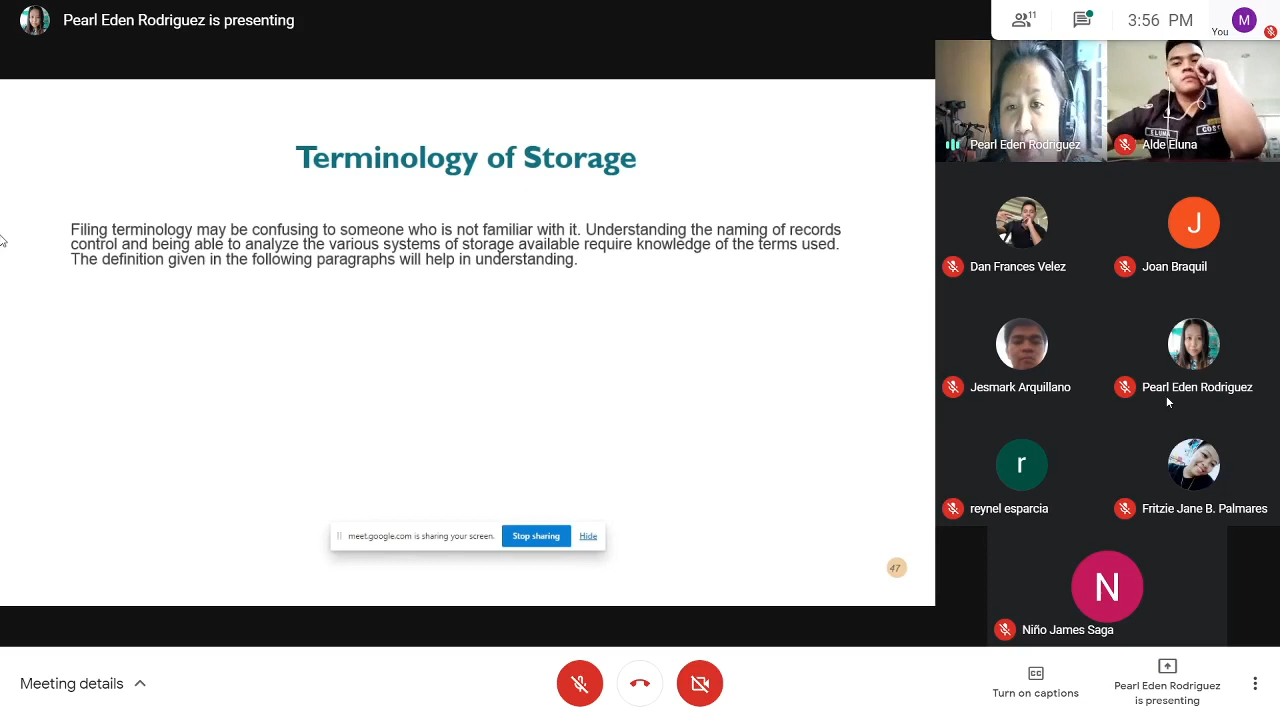 Pearl Eden Rodriguez is presenting
11
3:56 PM
You
M
Terminology of Storage
Filing terminology may be confusing to someone who is not familiar with it. Understanding the naming of records
control and being able to analyze the various systems of storage available require knowledge of the terms used.
The definition given in the following paragraphs will help in understanding.
meet.google.com is sharing your screen.
Stop sharing
Hide
47
ELUNA
Pearl Eden Rodriguez
Alde Eluna
Dan Frances Velez
J
Joan Braquil
Jesmark Arquillano
Pearl Eden Rodriguez
r
reynel esparcia
Fritzie Jane B. Palmares
N
Niño James Saga
Meeting details
CC
Turn on captions
Pearl Eden Rodriguez
is presenting